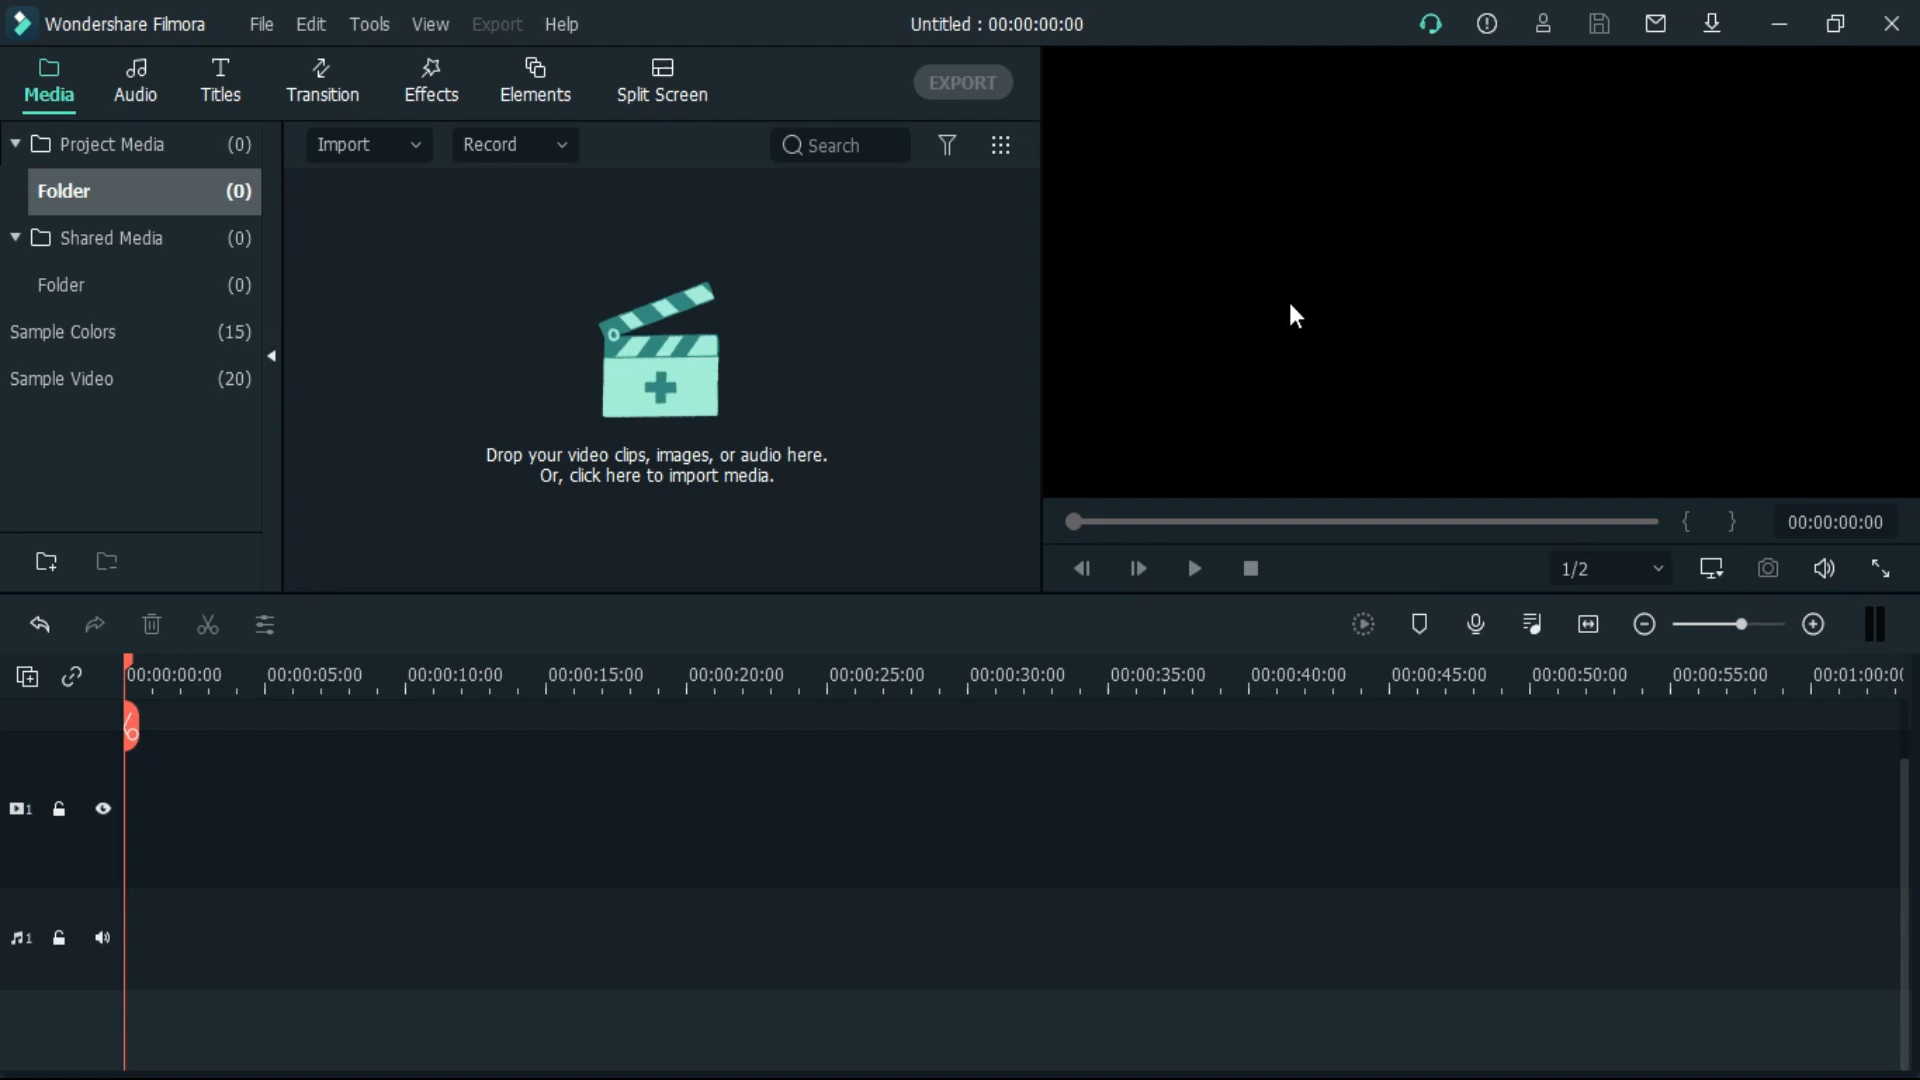 Wondershare Filmora File Edit Tools View Export Help Untitled : 00:00:00:00
Media Audio Titles Transition Effects Elements Split Screen EXPORT
Project Media (0)
Folder (0)
Shared Media (0)
Folder (0)
Sample Colors (15)
Sample Video (20)
Import Record Search
Drop your video clips, images, or audio here.
Or, click here to import media.
{ } 00:00:00:00
1/2
00:00:00:00 00:00:05:00 00:00:10:00 00:00:15:00 00:00:20:00 00:00:25:00 00:00:30:00 00:00:35:00 00:00:40:00 00:00:45:00 00:00:50:00 00:00:55:00 00:01:00:0
1
1